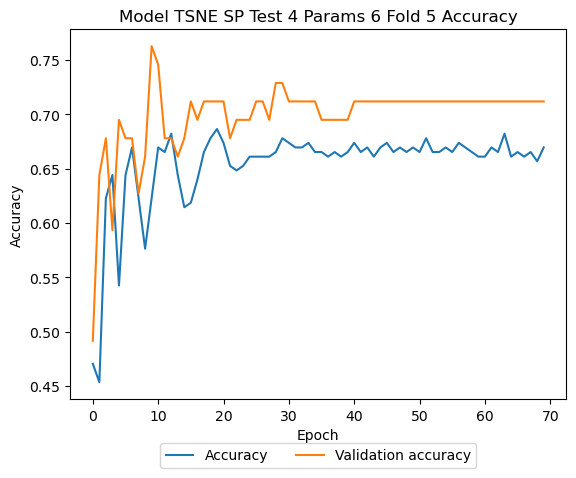 Model TSNE SP Test 4 Params 6 Fold 5 Accuracy
Accuracy
0.75
0.70
0.65
0.60
0.55
0.50
0.45
0 10 20 30 40 50 60 70
Epoch
Accuracy Validation accuracy